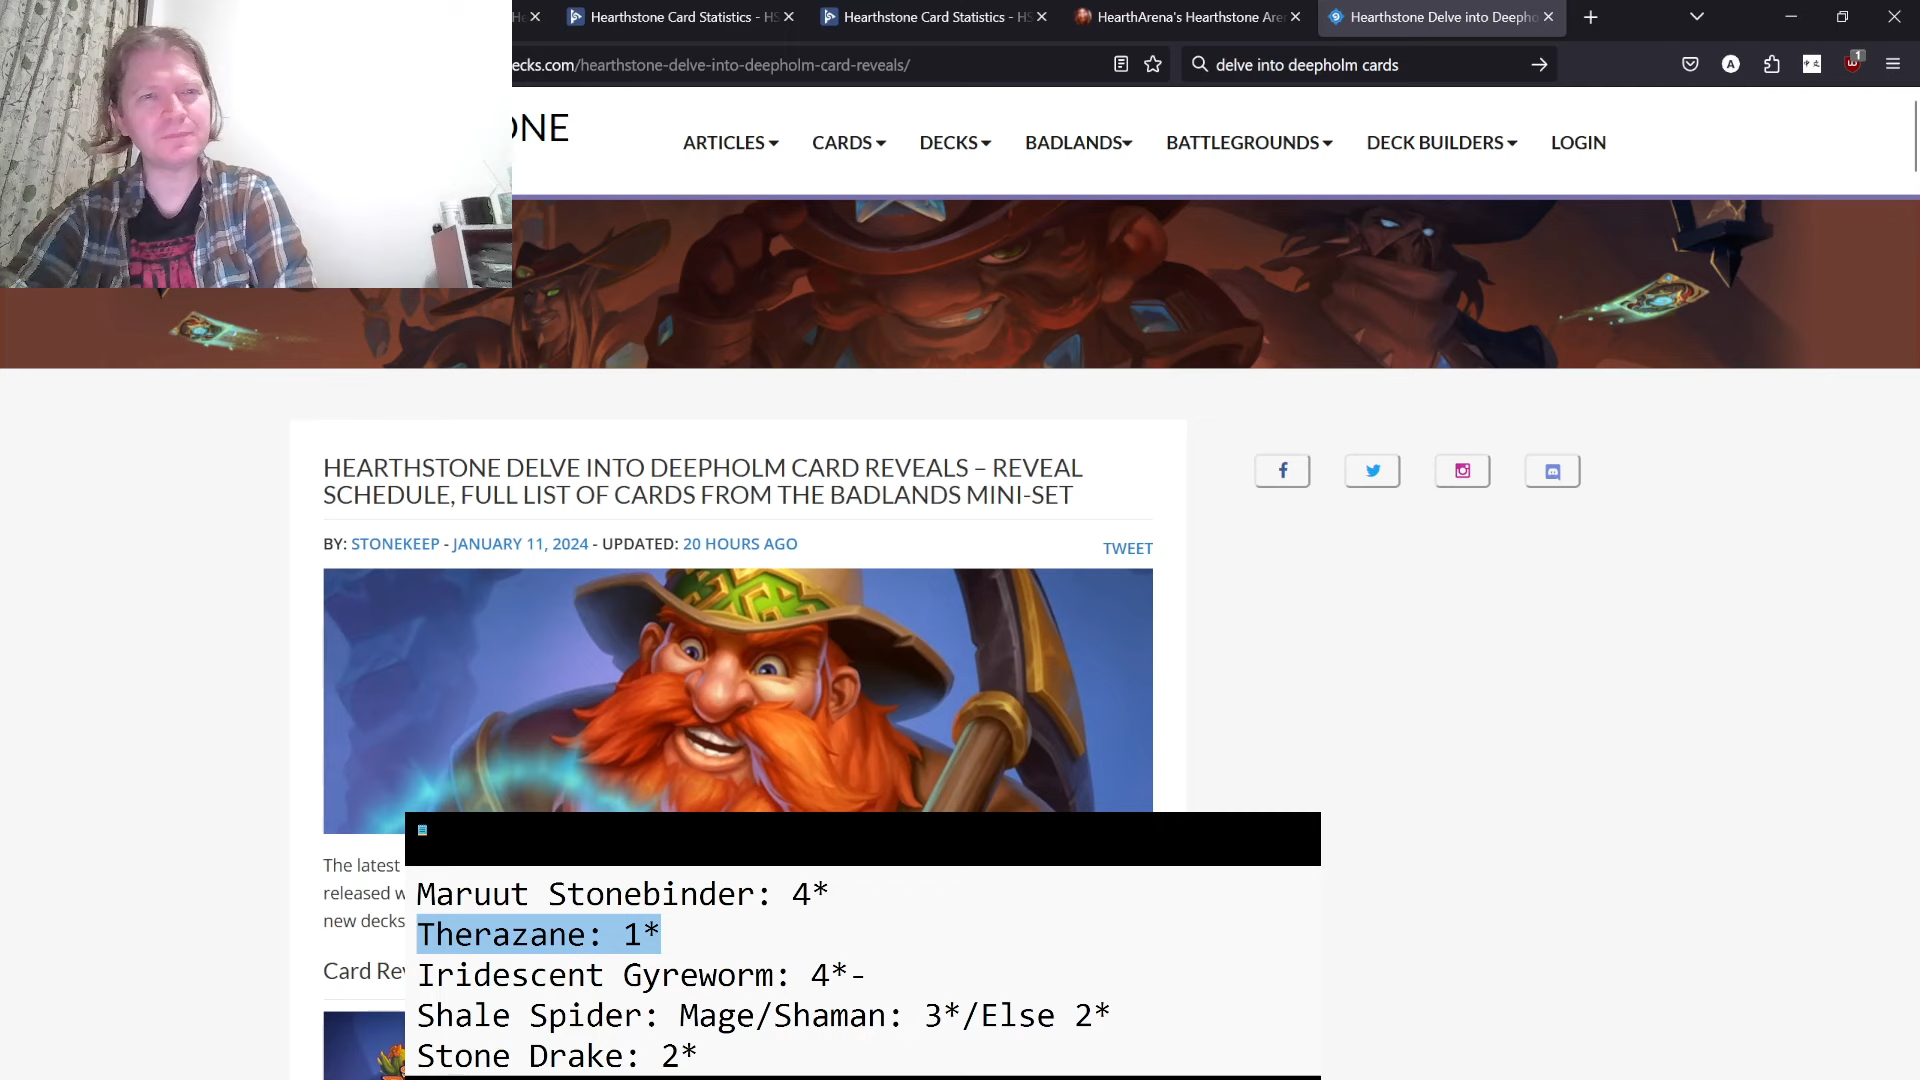 Hearthstone Card Statistics - HS
Hearthstone Card Statistics - HS
HearthArena's Hearthstone Are
Hearthstone Delve into Deepho
ecks.com/hearthstone-delve-into-deepholm-card-reveals/
delve into deepholm cards
A
1
ONE
ARTICLES
CARDS
DECKS
BADLANDS
BATTLEGROUNDS
DECK BUILDERS
LOGIN
HEARTHSTONE DELVE INTO DEEPHOLM CARD REVEALS – REVEAL
SCHEDULE, FULL LIST OF CARDS FROM THE BADLANDS MINI-SET
BY: STONEKEEP - JANUARY 11, 2024 - UPDATED: 20 HOURS AGO
TWEET
The latest
released w
new decks
Card Rev
Maruut Stonebinder: 4*
Therazane: 1*
Iridescent Gyreworm: 4*-
Shale Spider: Mage/Shaman: 3*/Else 2*
Stone Drake: 2*